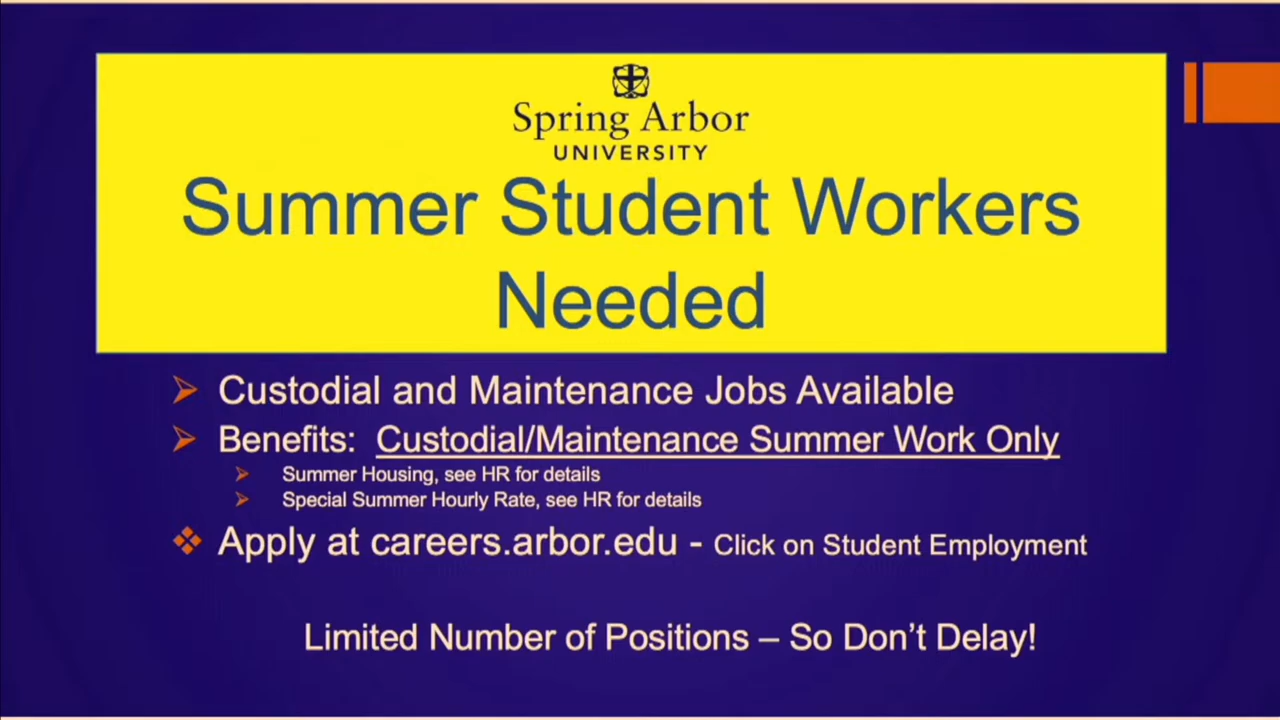 Spring Arbor
UNIVERSITY
Summer Student Workers
Needed
Custodial and Maintenance Jobs Available
Benefits: Custodial/Maintenance Summer Work Only
Summer Housing, see HR for details
Special Summer Hourly Rate, see HR for details
Apply at careers.arbor.edu - Click on Student Employment
Limited Number of Positions – So Don’t Delay!